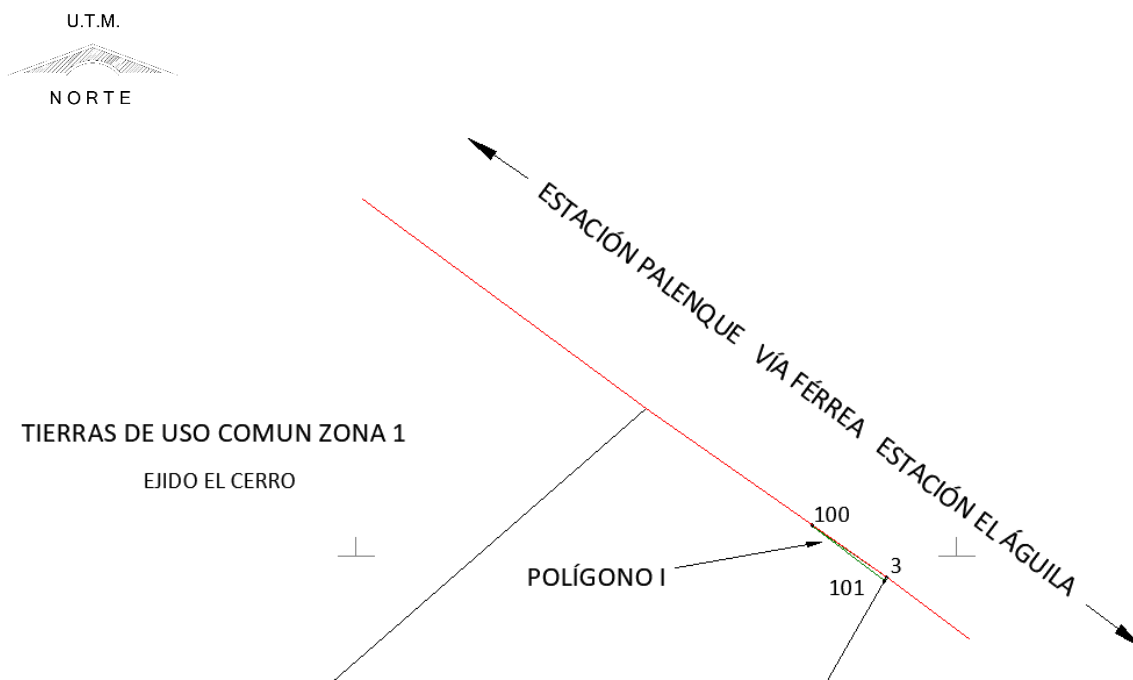 U.T.M.
NORTE
ESTACIÓN PALENQUE VÍA FÉRREA ESTACIÓN EL ÁGUILA
TIERRAS DE USO COMUN ZONA 1
EJIDO EL CERRO
100
3
POLÍGONO I
101